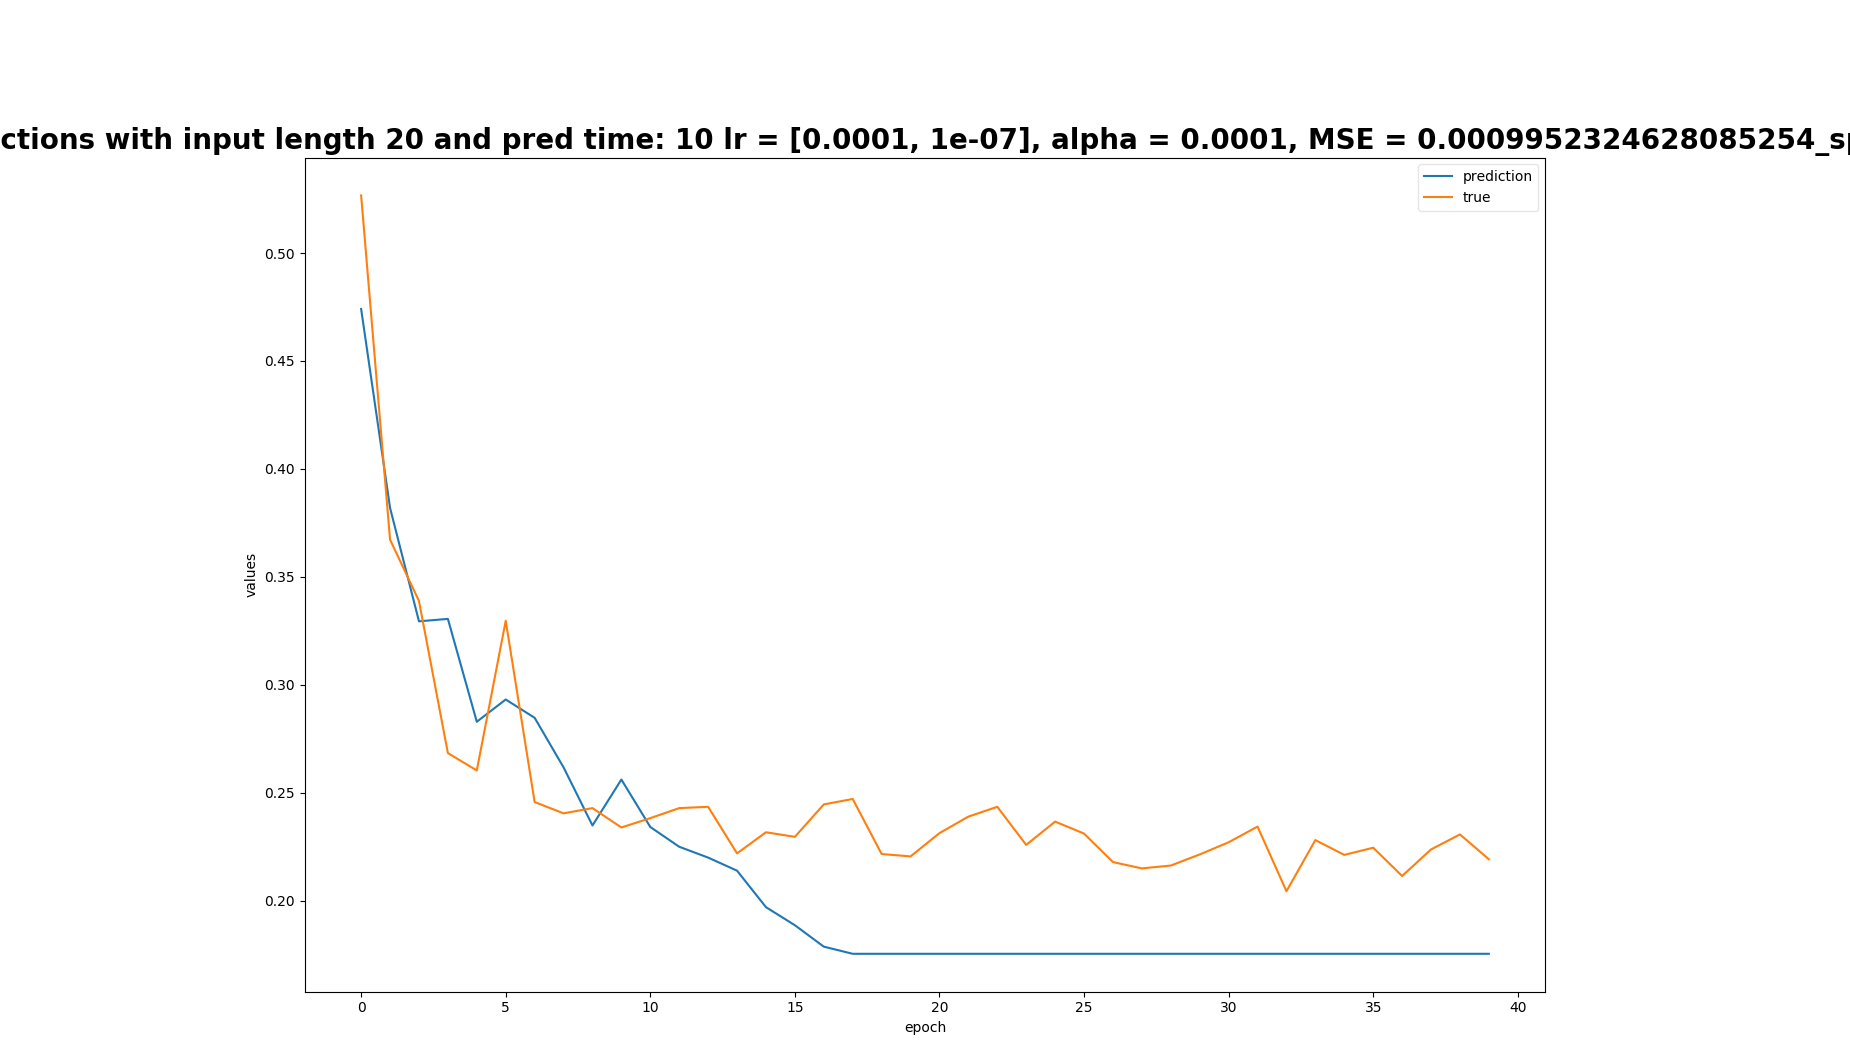 ctions with input length 20 and pred time: 10 lr = [0.0001, 1e-07], alpha = 0.0001, MSE = 0.0009952324628085254_sp
prediction
true
0.50
0.45
0.40
0.35
0.30
0.25
0.20
values
0 5 10 15 20 25 30 35 40
epoch